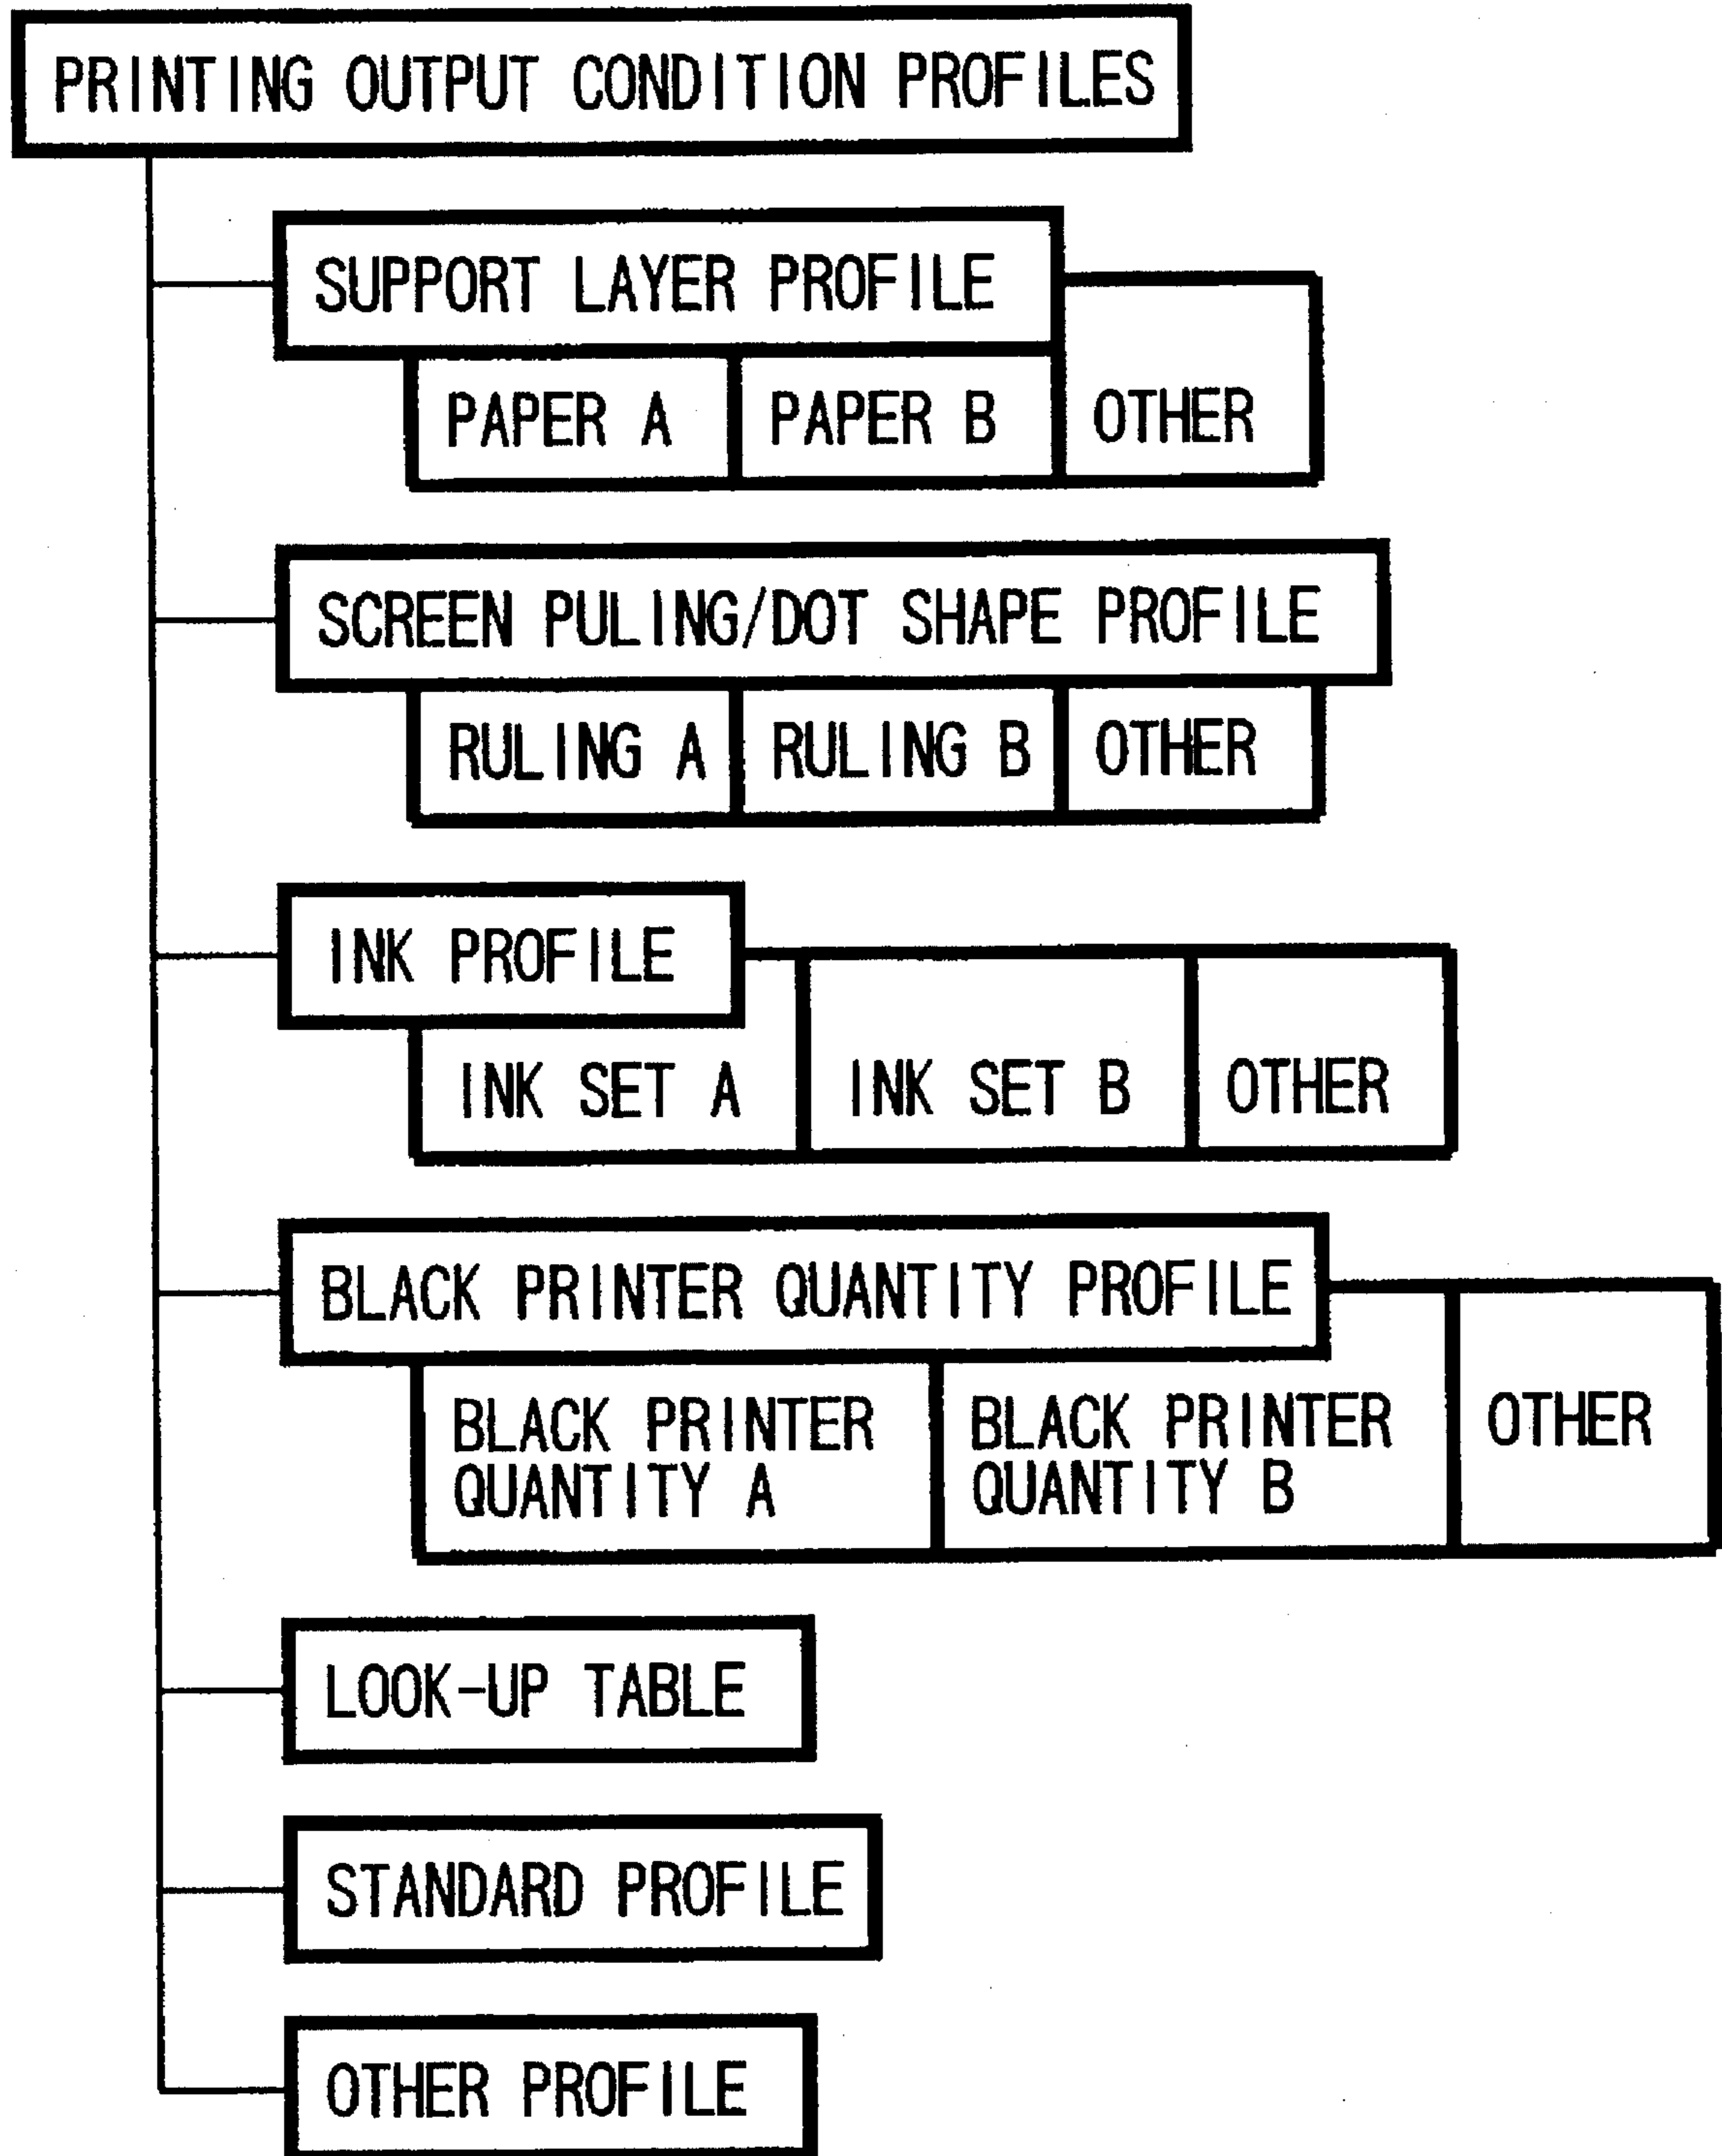 PRINTING OUTPUT CONDITION PROFILES
SUPPORT LAYER PROFILE
PAPER A PAPER B OTHER
SCREEN PULING/DOT SHAPE PROFILE
RULING A RULING B OTHER
INK PROFILE
INK SET A INK SET B OTHER
BLACK PRINTER QUANTITY PROFILE
BLACK PRINTER
QUANTITY A
BLACK PRINTER
QUANTITY B
OTHER
LOOK-UP TABLE
STANDARD PROFILE
OTHER PROFILE